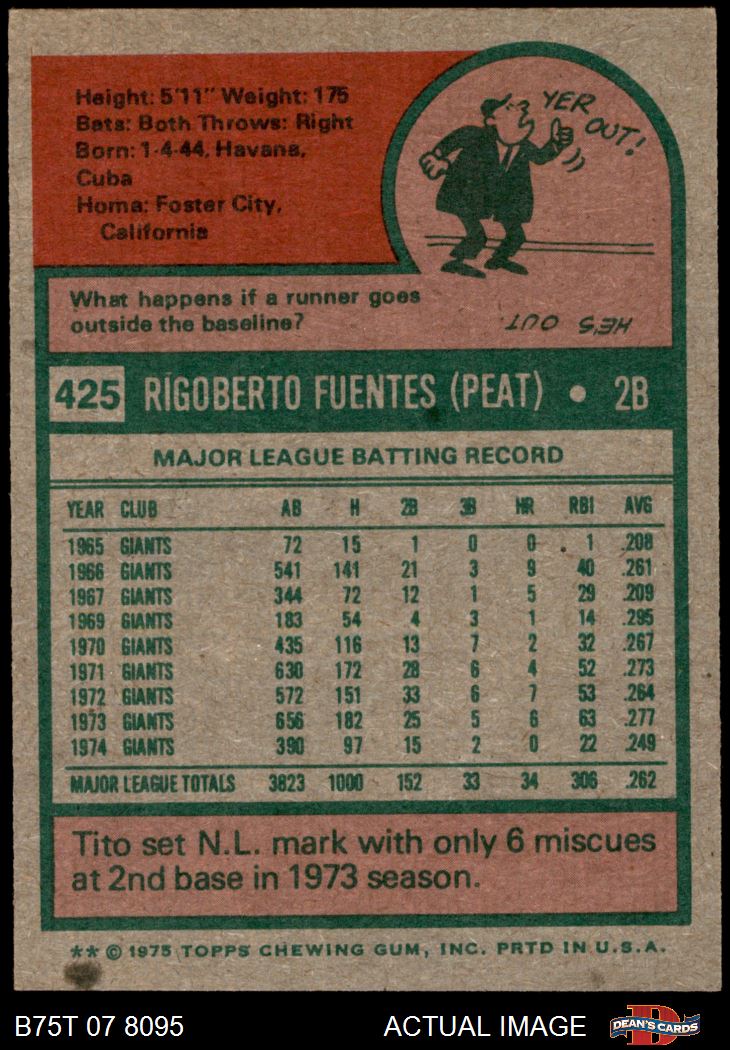 Height: 5'11" Weight: 175
Bats: Both Throws: Right
Born: 1-4-44, Havana,
Cuba
Home: Foster City,
California
YER
OUT!
What happens if a runner goes
outside the baseline?
HE'S OUT.
425 RIGOBERTO FUENTES (PEAT) • 2B
MAJOR LEAGUE BATTING RECORD
YEAR CLUB AB H 2B 3B HR RBI AVG
1965 GIANTS 72 15 1 0 0 1 .208
1966 GIANTS 541 141 21 3 9 40 .261
1967 GIANTS 344 72 12 1 5 29 .209
1969 GIANTS 183 54 4 3 1 14 .295
1970 GIANTS 435 116 13 7 2 32 .267
1971 GIANTS 630 172 28 6 4 52 .273
1972 GIANTS 572 151 33 6 7 53 .264
1973 GIANTS 656 182 25 5 6 63 .277
1974 GIANTS 390 97 15 2 0 22 .249
MAJOR LEAGUE TOTALS 3823 1000 152 33 34 306 .262
Tito set N.L. mark with only 6 miscues
at 2nd base in 1973 season.
** © 1975 TOPPS CHEWING GUM, INC. PRTD IN U.S.A.
B75T 07 8095 ACTUAL IMAGE D DEAN'S CARDS